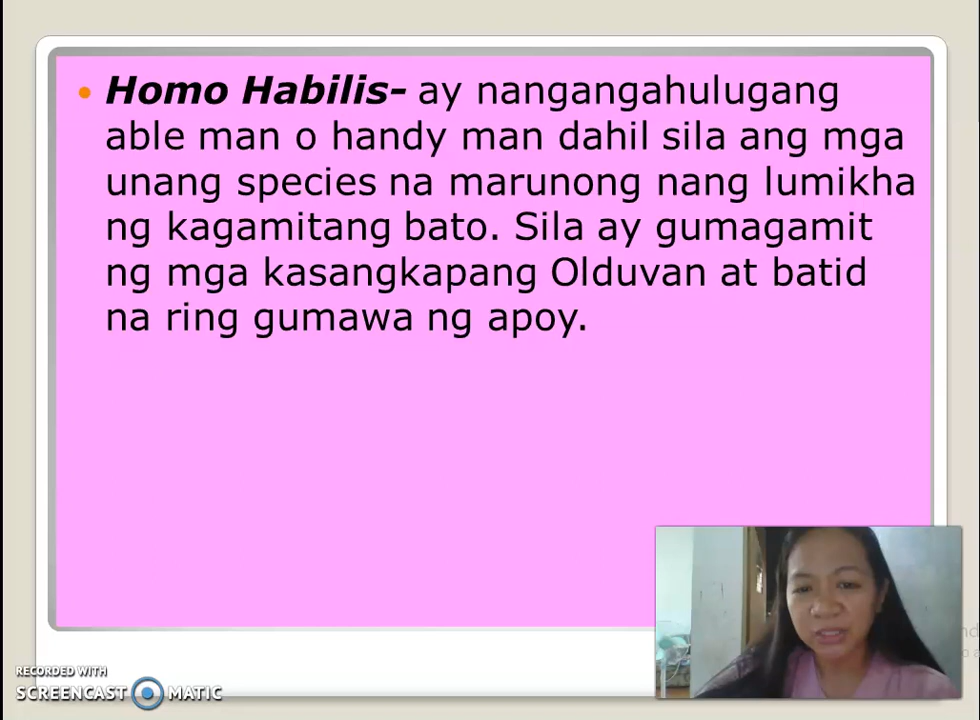 Homo Habilis- ay nangangahulugang
able man o handy man dahil sila ang mga
unang species na marunong nang lumikha
ng kagamitang bato. Sila ay gumagamit
ng mga kasangkapang Olduvan at batid
na ring gumawa ng apoy.
RECORDED WITH
SCREENCAST MATIC